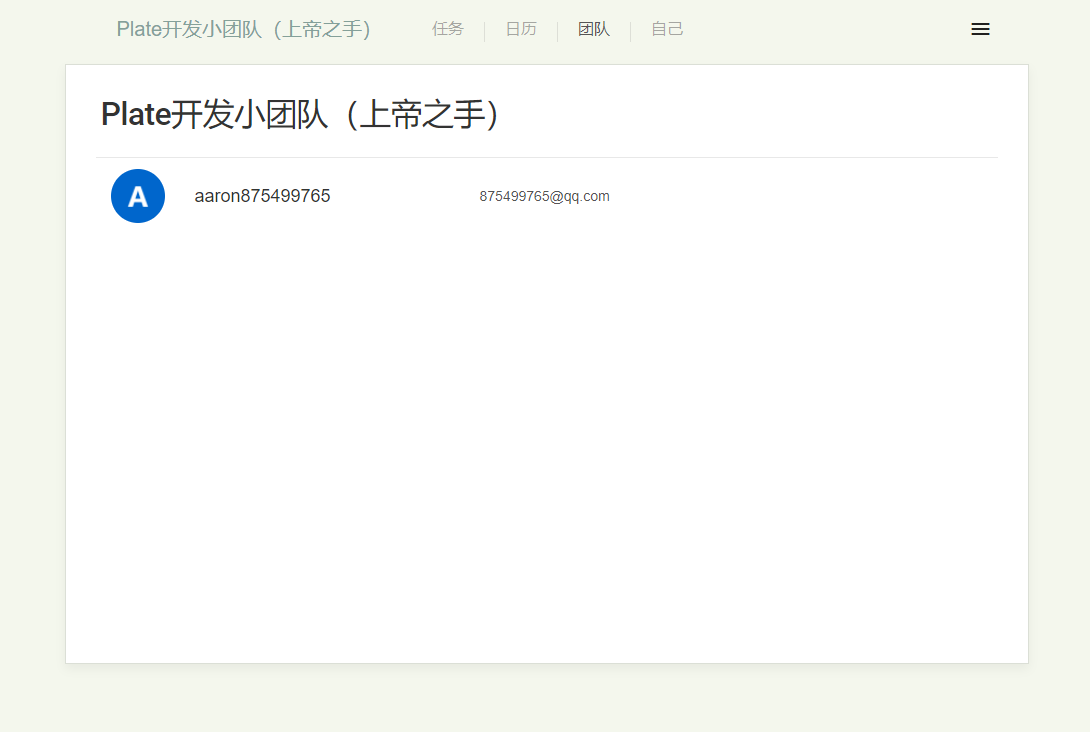 Plate开发小团队（上帝之手） 任务 日历 团队 自己
Plate开发小团队（上帝之手）
A aaron875499765 875499765@qq.com